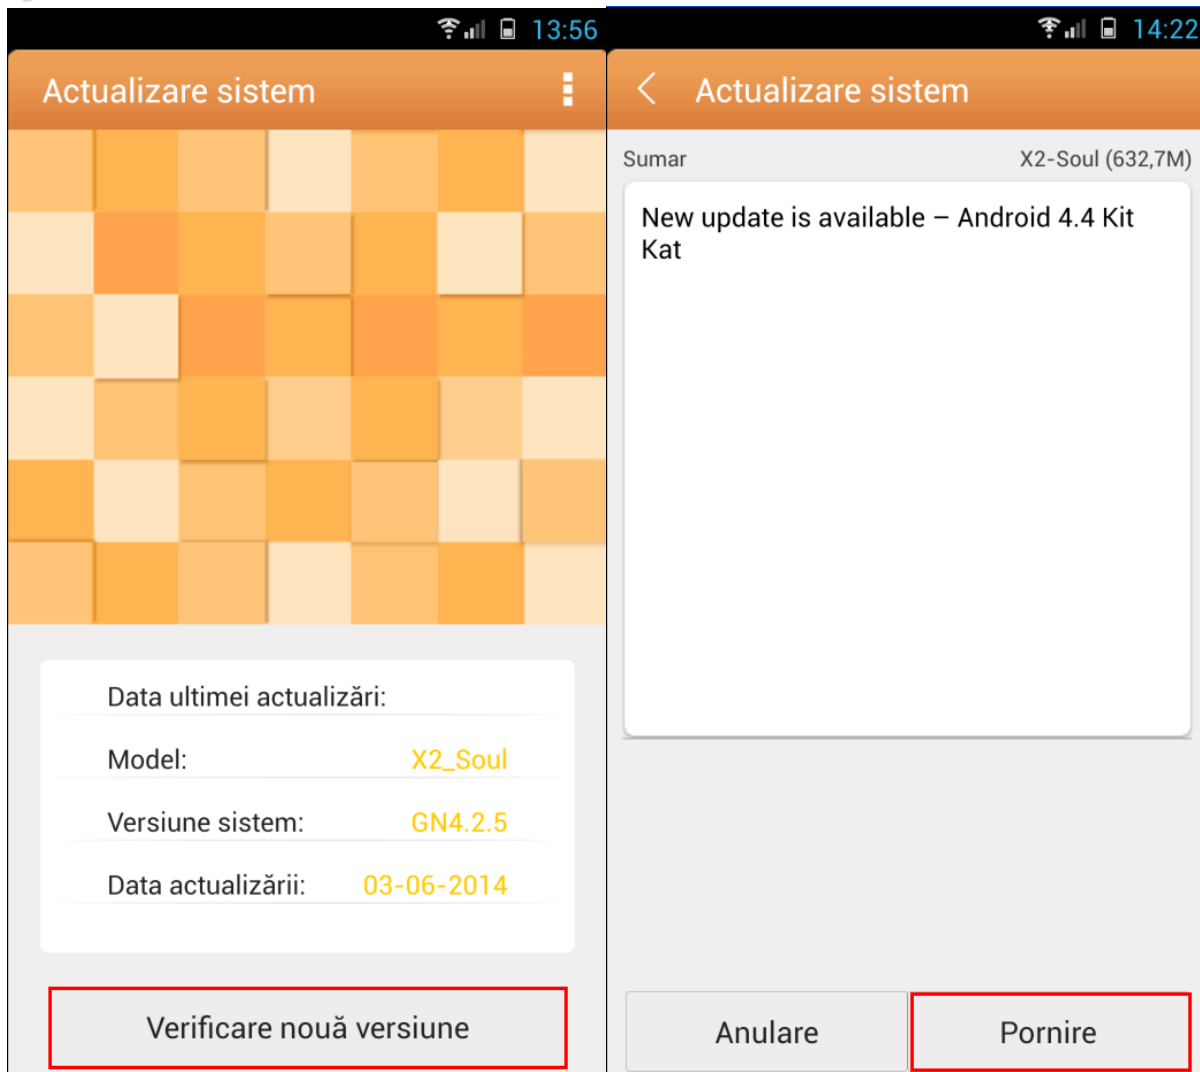 13:56
Actualizare sistem
Data ultimei actualizări:
Model: X2_Soul
Versiune sistem: GN4.2.5
Data actualizării: 03-06-2014
Verificare nouă versiune
14:22
Actualizare sistem
Sumar X2-Soul (632,7M)
New update is available – Android 4.4 Kit
Kat
Anulare Pornire